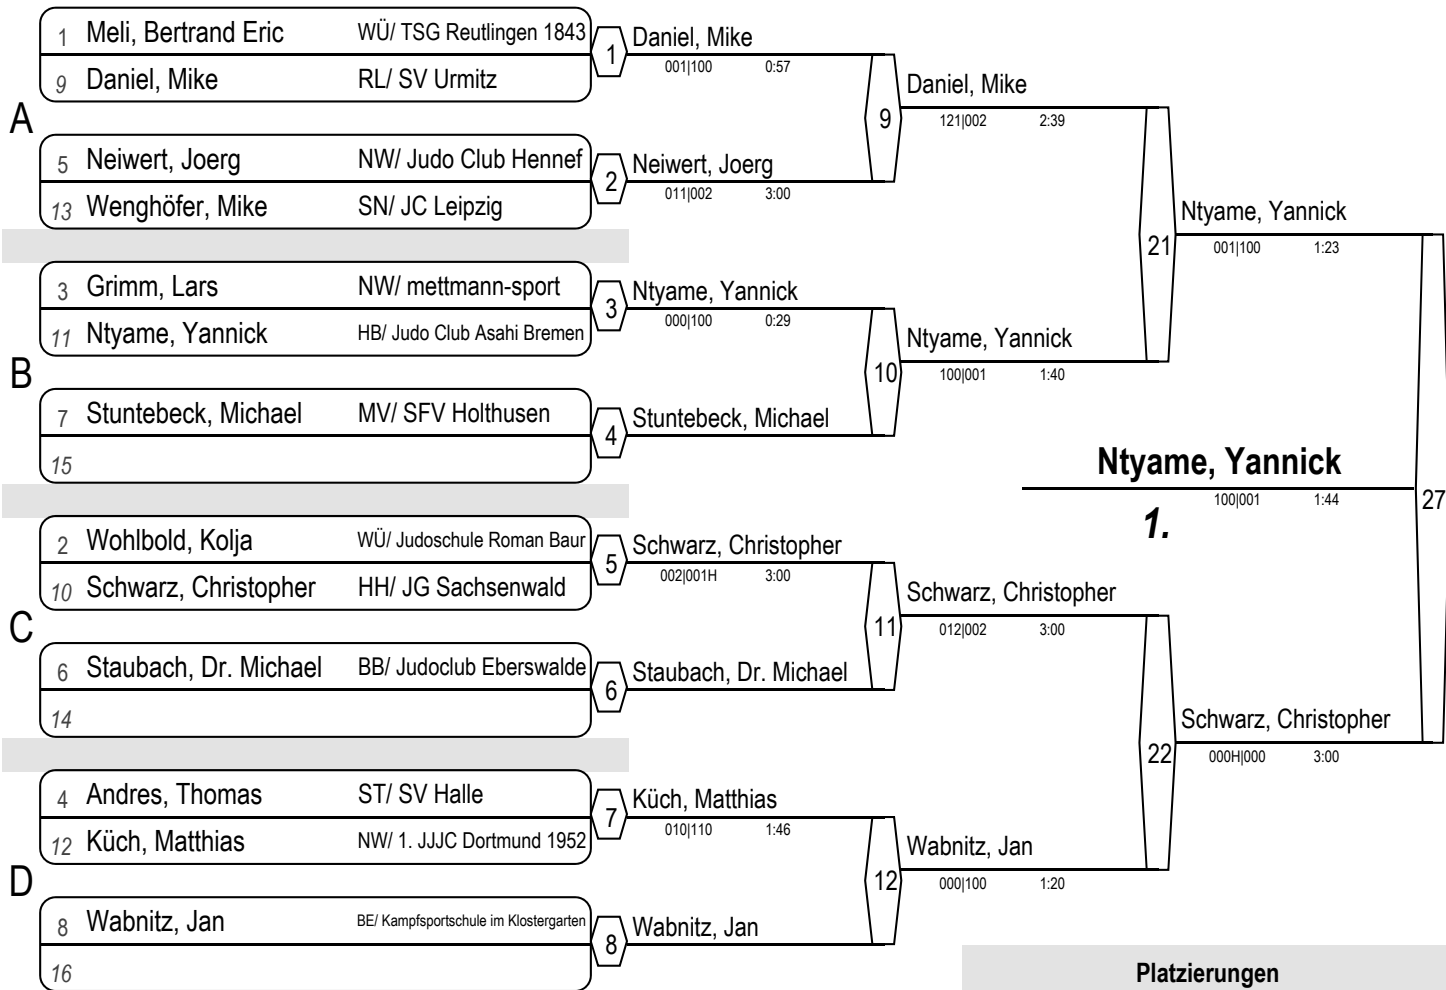 1 Meli, Bertrand Eric WÜ/ TSG Reutlingen 1843
9 Daniel, Mike RL/ SV Urmitz
1 Daniel, Mike
001|100 0:57
A
5 Neiwert, Joerg NW/ Judo Club Hennef
13 Wenghöfer, Mike SN/ JC Leipzig
2 Neiwert, Joerg
011|002 3:00
9 Daniel, Mike
121|002 2:39
3 Grimm, Lars NW/ mettmann-sport
11 Ntyame, Yannick HB/ Judo Club Asahi Bremen
3 Ntyame, Yannick
000|100 0:29
B
7 Stuntebeck, Michael MV/ SFV Holthusen
15
4 Stuntebeck, Michael
10 Ntyame, Yannick
100|001 1:40
21 Ntyame, Yannick
001|100 1:23
2 Wohlbold, Kolja WÜ/ Judoschule Roman Baur
10 Schwarz, Christopher HH/ JG Sachsenwald
5 Schwarz, Christopher
002|001H 3:00
C
6 Staubach, Dr. Michael BB/ Judoclub Eberswalde
14
6 Staubach, Dr. Michael
11 Schwarz, Christopher
012|002 3:00
4 Andres, Thomas ST/ SV Halle
12 Küch, Matthias NW/ 1. JJJC Dortmund 1952
7 Küch, Matthias
010|110 1:46
D
8 Wabnitz, Jan BE/ Kampfsportschule im Klostergarten
16
8 Wabnitz, Jan
12 Wabnitz, Jan
000|100 1:20
22 Schwarz, Christopher
000H|000 3:00
Ntyame, Yannick
27
100|001 1:44
1.
Platzierungen